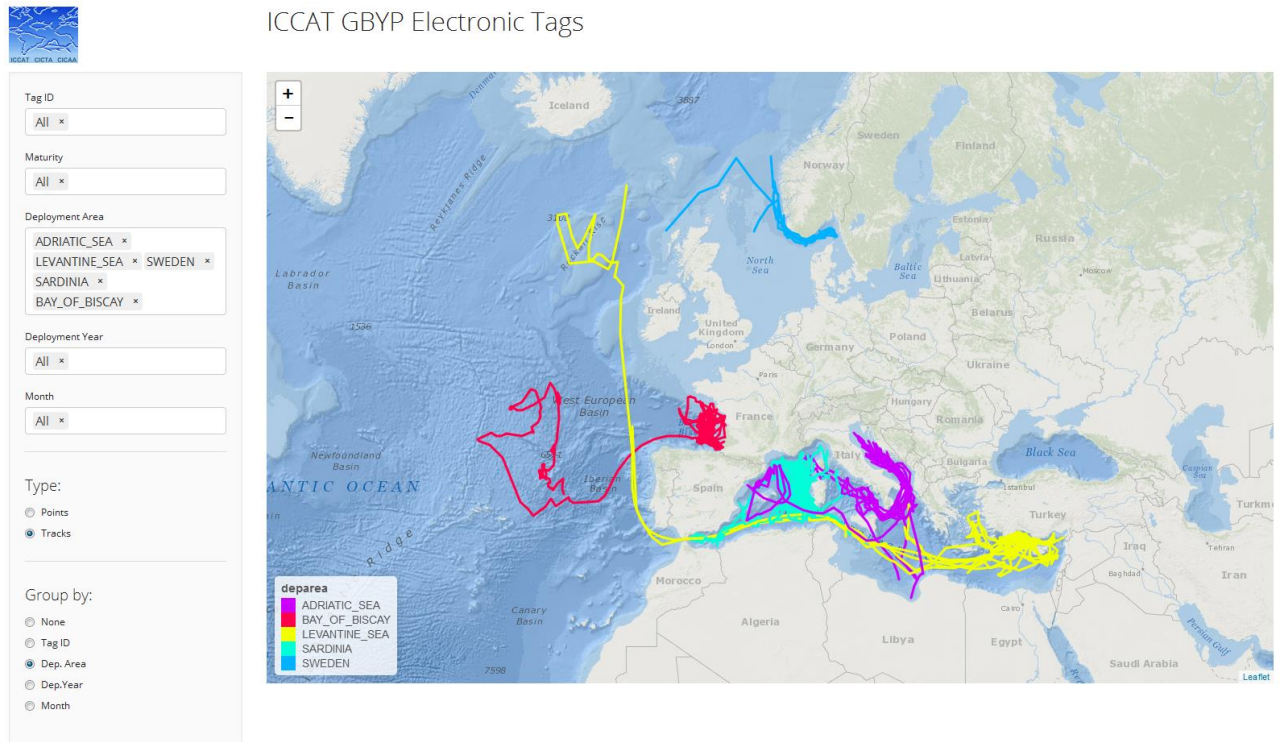 ICCAT CICTA CICAA
ICCAT GBYP Electronic Tags
Tag ID
All ×
Maturity
All ×
Deployment Area
ADRIATIC_SEA ×
LEVANTINE_SEA × SWEDEN ×
SARDINIA ×
BAY_OF_BISCAY ×
Deployment Year
All ×
Month
All ×
Type:
Points
Tracks
Group by:
None
Tag ID
Dep. Area
Dep.Year
Month
+
−
Iceland
3887
Reykjanes Ridge
Sweden
Finland
Norway
Estonia
Russia
Latvia
Moscow
North
Sea
Baltic
Sea
Lithuania
Labrador
Basin
Ireland
United
Kingdom
London
Belarus
1536
Germany
Poland
Ukraine
Paris
West European
Basin
France
Hungary
Romania
Newfoundland
Basin
Italy
Black Sea
Bulgaria
Caspian
Sea
ANTIC OCEAN
Iberian
Basin
Spain
Istanbul
Turkey
Turkm
Ridge
Iraq
Tehran
Baghdad
Iran
Morocco
Canary
Basin
Algeria
Libya
Cairo
Egypt
Persian Gulf
Saudi Arabia
7598
deparea
ADRIATIC_SEA
BAY_OF_BISCAY
LEVANTINE_SEA
SARDINIA
SWEDEN
Leaflet